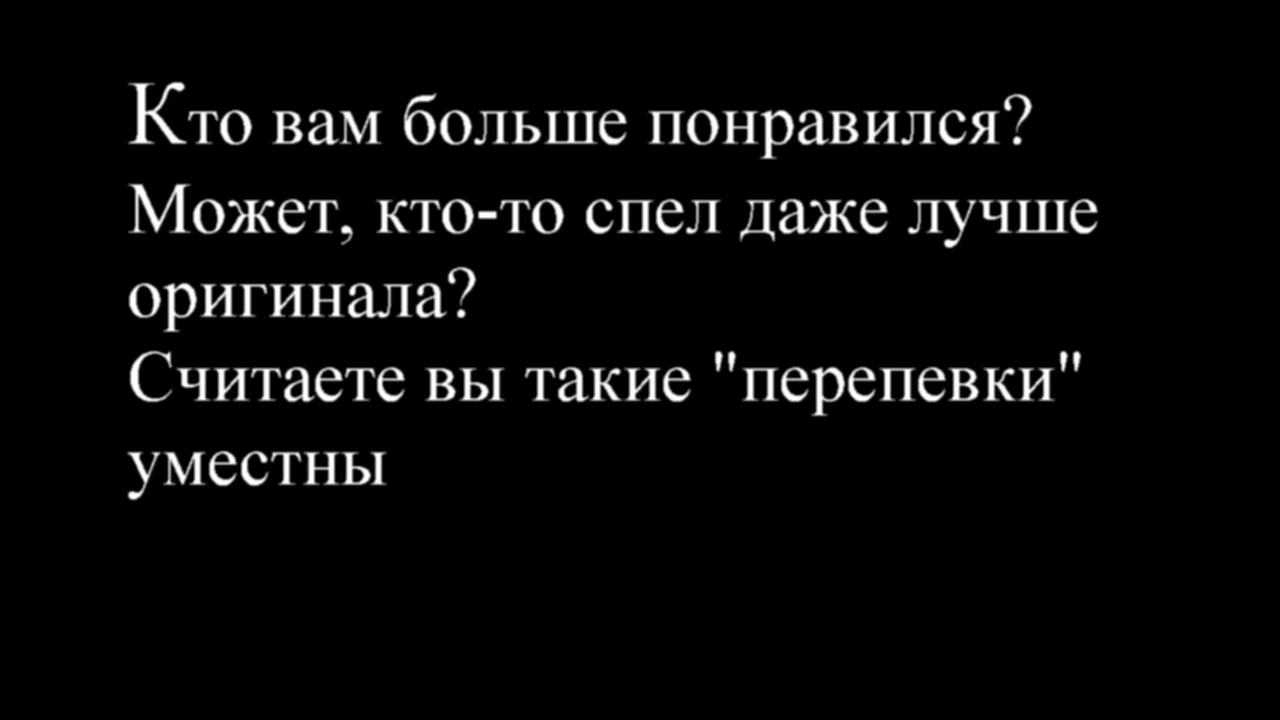 Кто вам больше понравился?
Может, кто-то спел даже лучше
оригинала?
Считаете вы такие "перепевки"
уместны